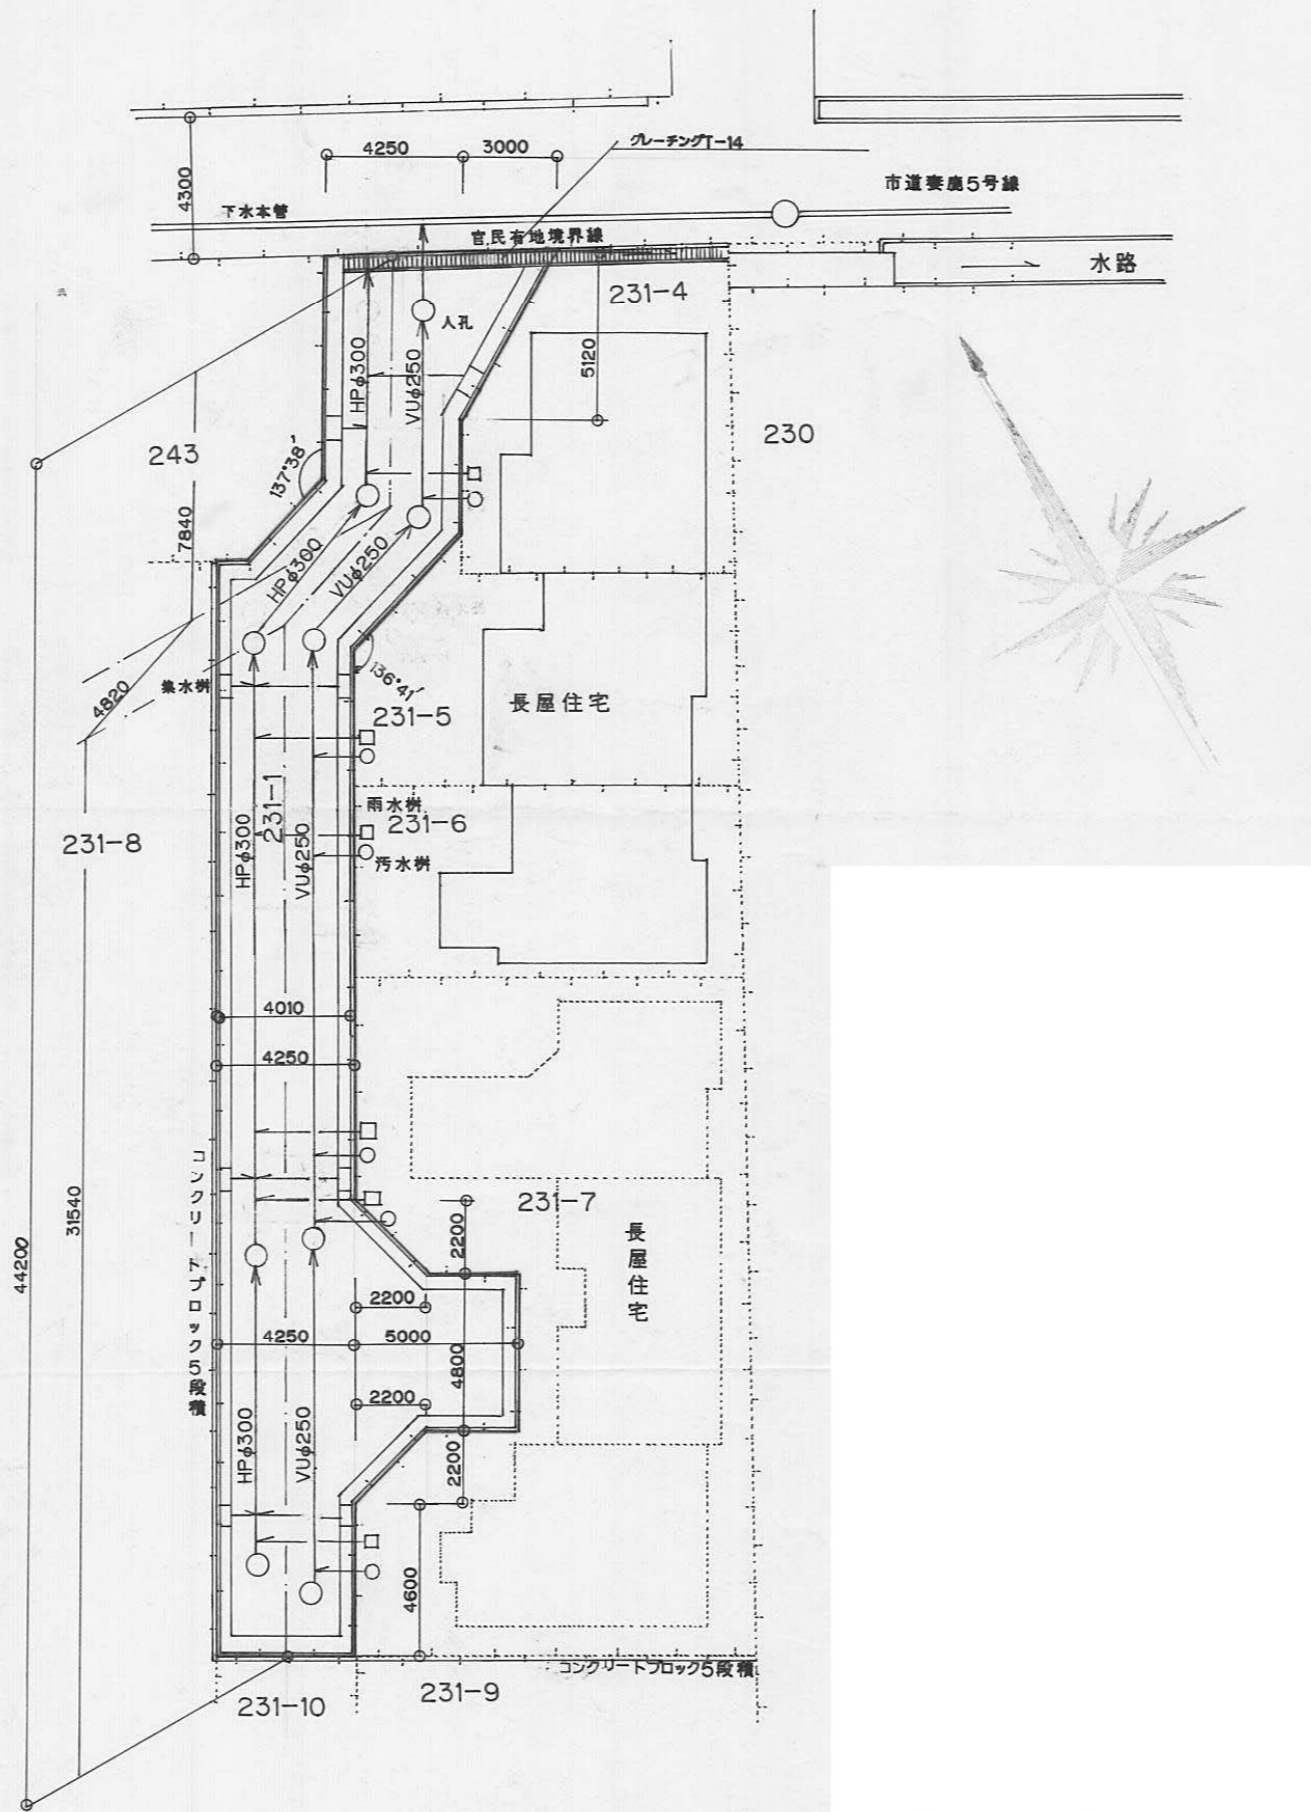 グレーチングT-14
4250
3000
4300
市道妻鹿5号線
下水本管
官民有地境界線
水路
231-4
人孔
5120
HPφ300
VUφ250
230
243
137°38′
7840
HPφ300
VUφ250
136°41′
集水桝
4820
231-5
長屋住宅
231-1
雨水桝
231-6
汚水桝
231-8
HPφ300
VUφ250
4010
4250
コンクリートブロック5段積
31540
44200
231-7
長屋住宅
2200
2200
4250
5000
4800
2200
HPφ300
VUφ250
2200
4600
コンクリートブロック5段積
231-9
231-10